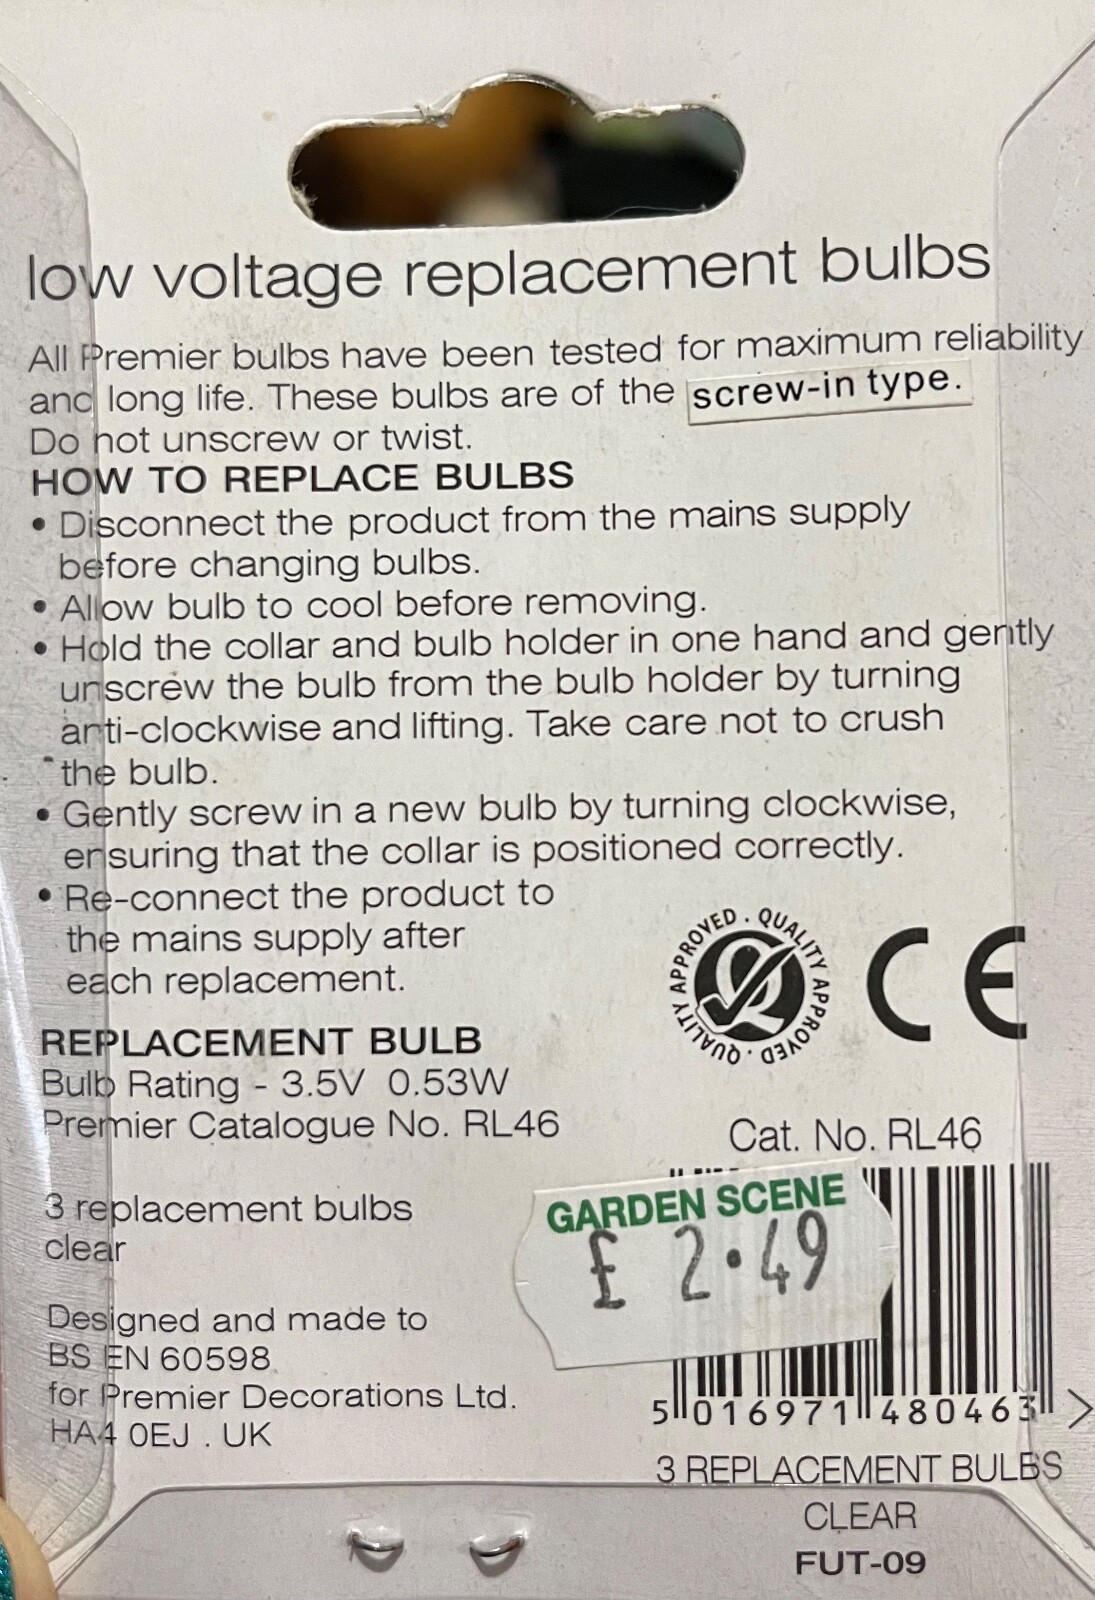 low voltage replacement bulbs
All Premier bulbs have been tested for maximum reliability
and long life. These bulbs are of the screw-in type.
Do not unscrew or twist.
HOW TO REPLACE BULBS
• Disconnect the product from the mains supply
before changing bulbs.
• Allow bulb to cool before removing.
• Hold the collar and bulb holder in one hand and gently
unscrew the bulb from the bulb holder by turning
anti-clockwise and lifting. Take care not to crush
the bulb.
• Gently screw in a new bulb by turning clockwise,
ensuring that the collar is positioned correctly.
• Re-connect the product to
the mains supply after
each replacement.
QUALITY APPROVED · QUALITY APPROVED ·
CE
REPLACEMENT BULB
Bulb Rating - 3.5V 0.53W
Premier Catalogue No. RL46
Cat. No. RL46
3 replacement bulbs
clear
GARDEN SCENE
£ 2.49
Designed and made to
BS EN 60598
for Premier Decorations Ltd.
HA4 0EJ . UK
5 016971 480463 >
3 REPLACEMENT BULBS
CLEAR
FUT-09